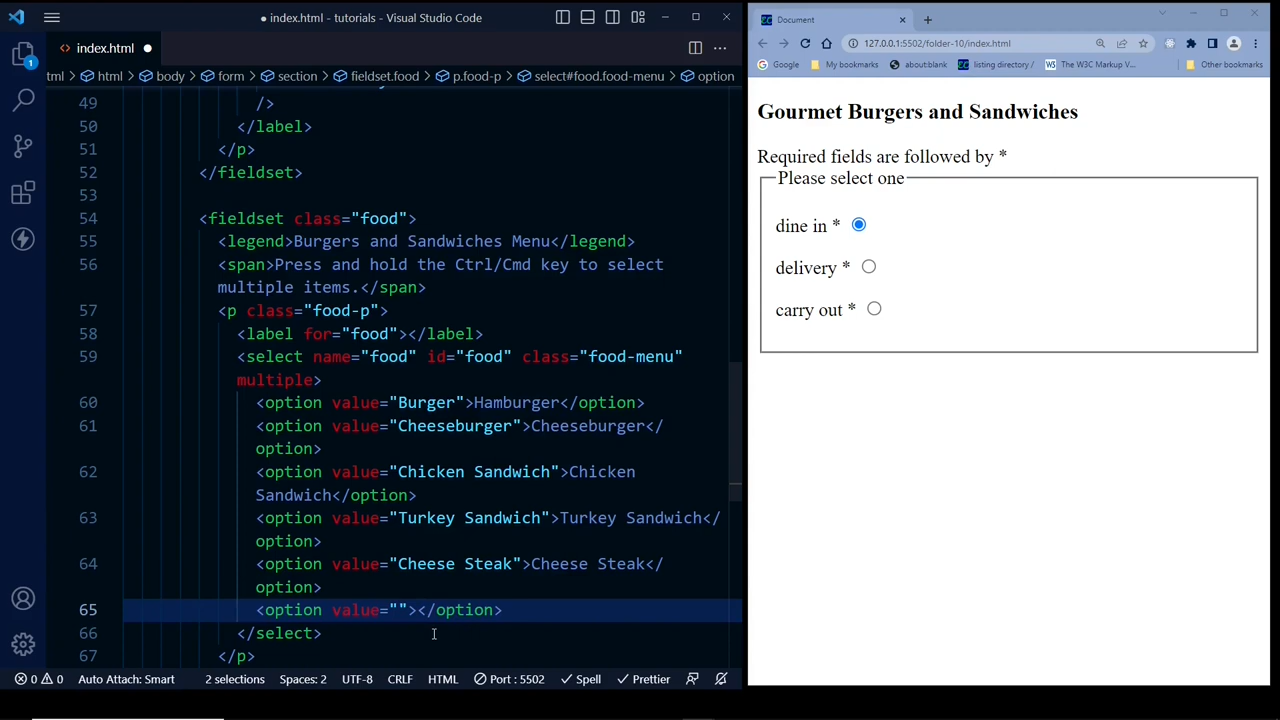 index.html - tutorials - Visual Studio Code
index.html
tml > html > body > form > section > fieldset.food > p.food-p > select#food.food-menu > option
49 />
50 </label>
51 </p>
52 </fieldset>
53
54 <fieldset class="food">
55 <legend>Burgers and Sandwiches Menu</legend>
56 <span>Press and hold the Ctrl/Cmd key to select
multiple items.</span>
57 <p class="food-p">
58 <label for="food"></label>
59 <select name="food" id="food" class="food-menu"
multiple>
60 <option value="Burger">Hamburger</option>
61 <option value="Cheeseburger">Cheeseburger</
option>
62 <option value="Chicken Sandwich">Chicken
Sandwich</option>
63 <option value="Turkey Sandwich">Turkey Sandwich</
option>
64 <option value="Cheese Steak">Cheese Steak</
option>
65 <option value=""></option>
66 </select>
67 </p>
1
0 0 Auto Attach: Smart 2 selections Spaces: 2 UTF-8 CRLF HTML Port : 5502 Spell Prettier
Document
127.0.0.1:5502/folder-10/index.html
Google My bookmarks about:blank listing directory / The W3C Markup V... Other bookmarks
Gourmet Burgers and Sandwiches
Required fields are followed by *
Please select one
dine in *
delivery *
carry out *